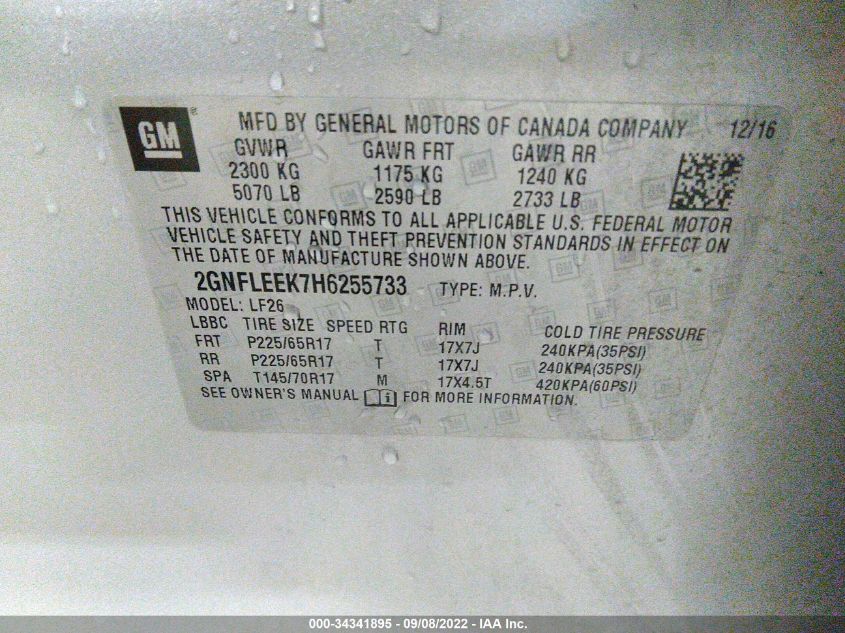 GM ®
MFD BY GENERAL MOTORS OF CANADA COMPANY 12/16
GVWR GAWR FRT GAWR RR
2300 KG 1175 KG 1240 KG
5070 LB 2590 LB 2733 LB
THIS VEHICLE CONFORMS TO ALL APPLICABLE U.S. FEDERAL MOTOR
VEHICLE SAFETY AND THEFT PREVENTION STANDARDS IN EFFECT ON
THE DATE OF MANUFACTURE SHOWN ABOVE.
2GNFLEEK7H6255733 TYPE: M.P.V.
MODEL: LF26
LBBC TIRE SIZE SPEED RTG RIM COLD TIRE PRESSURE
FRT P225/65R17 T 17X7J 240KPA(35PSI)
RR P225/65R17 T 17X7J 240KPA(35PSI)
SPA T145/70R17 M 17X4.5T 420KPA(60PSI)
SEE OWNER'S MANUAL i FOR MORE INFORMATION.
000-34341895 - 09/08/2022 - IAA Inc.